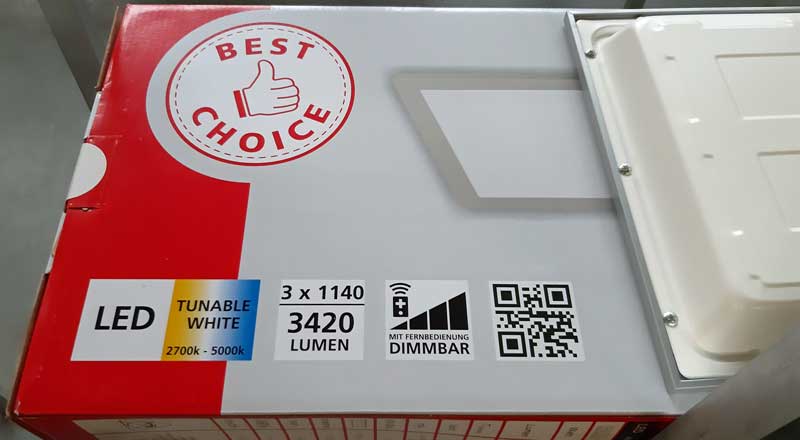 BEST
CHOICE
LED
TUNABLE
WHITE
2700k - 5000k
3 x 1140
3420
LUMEN
MIT FERNBEDIENUNG
DIMMBAR